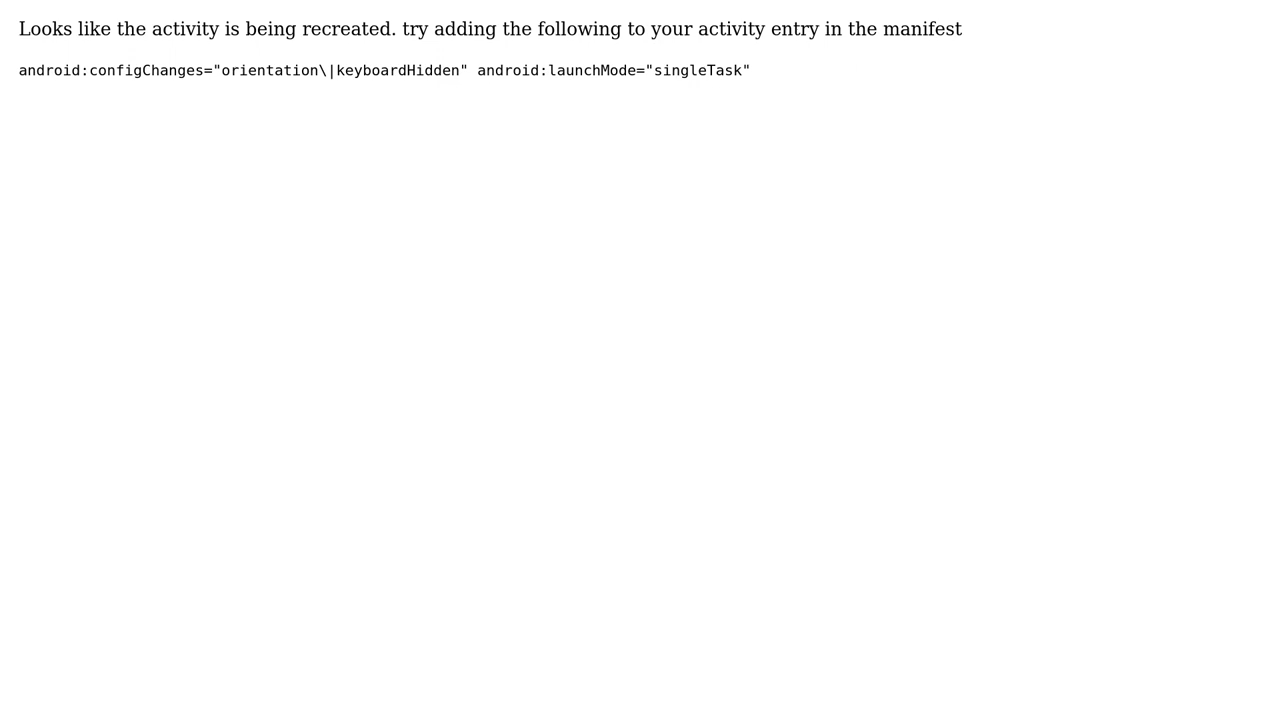 Looks like the activity is being recreated. try adding the following to your activity entry in the manifest
android:configChanges="orientation\|keyboardHidden" android:launchMode="singleTask"